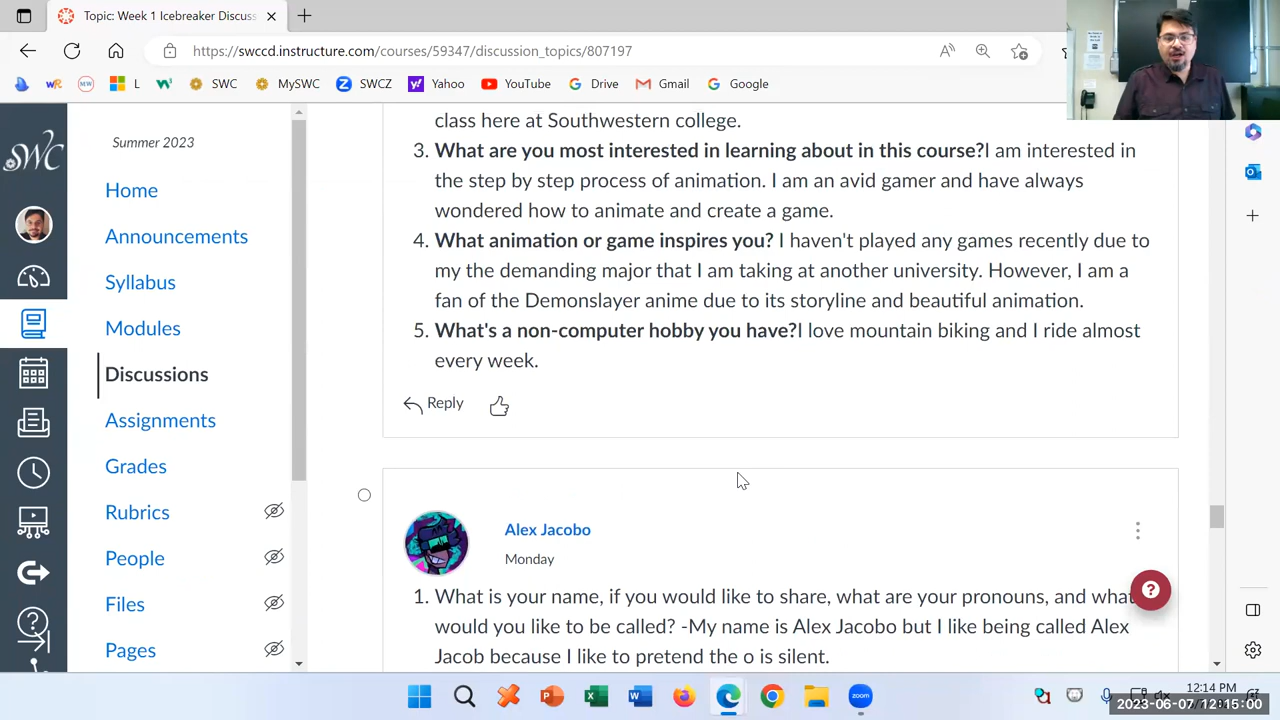 Topic: Week 1 Icebreaker Discuss
https://swccd.instructure.com/courses/59347/discussion_topics/807197
L
SWC
MySWC
SWCZ
Yahoo
YouTube
Drive
Gmail
Google
SWC
Summer 2023
Home
Announcements
Syllabus
Modules
Discussions
Assignments
Grades
Rubrics
People
Files
Pages
class here at Southwestern college.
3. What are you most interested in learning about in this course?I am interested in
the step by step process of animation. I am an avid gamer and have always
wondered how to animate and create a game.
4. What animation or game inspires you? I haven't played any games recently due to
my the demanding major that I am taking at another university. However, I am a
fan of the Demonslayer anime due to its storyline and beautiful animation.
5. What's a non-computer hobby you have?I love mountain biking and I ride almost
every week.
Reply
Alex Jacobo
Monday
1. What is your name, if you would like to share, what are your pronouns, and what
would you like to be called? -My name is Alex Jacobo but I like being called Alex
Jacob because I like to pretend the o is silent.
zoom
12:14 PM
2023-06-07 12:15:00